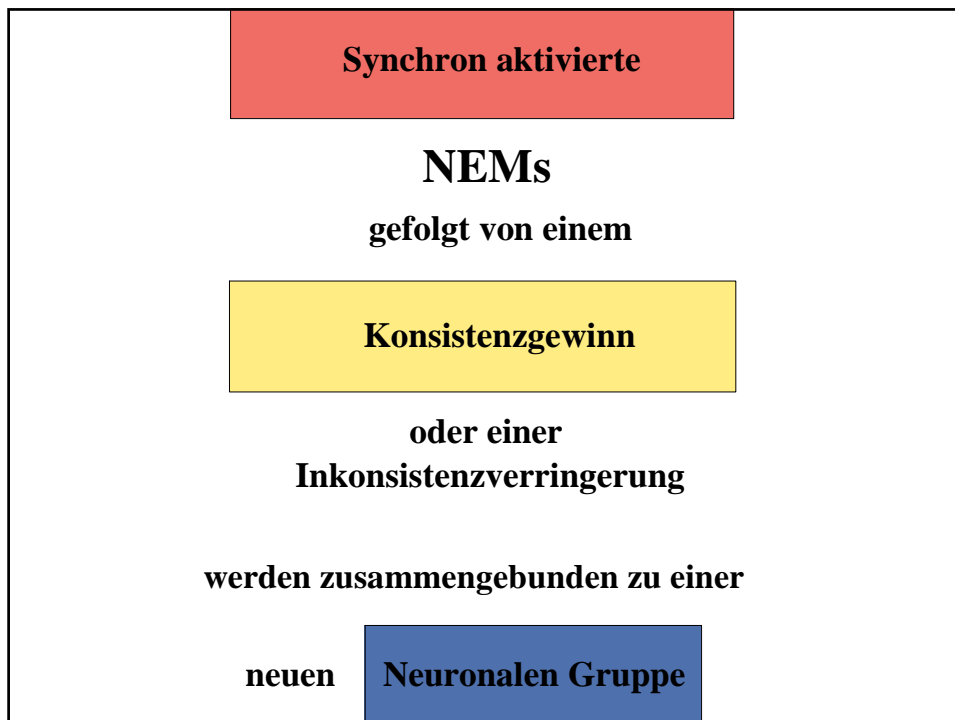 Synchron aktivierte
NEMs
gefolgt von einem
Konsistenzgewinn
oder einer
Inkonsistenzverringerung
werden zusammengebunden zu einer
neuen Neuronalen Gruppe